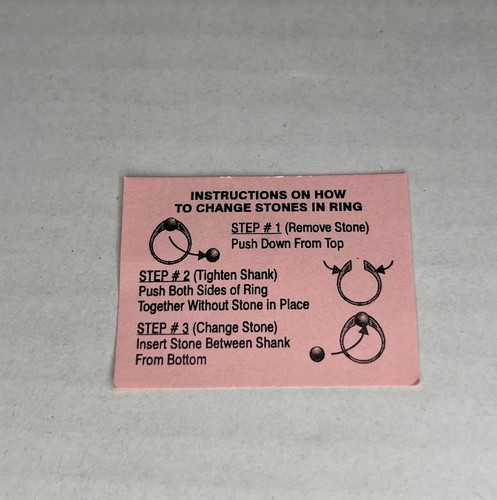 INSTRUCTIONS ON HOW
TO CHANGE STONES IN RING
STEP # 1 (Remove Stone)
Push Down From Top
STEP # 2 (Tighten Shank)
Push Both Sides of Ring
Together Without Stone in Place
STEP # 3 (Change Stone)
Insert Stone Between Shank
From Bottom